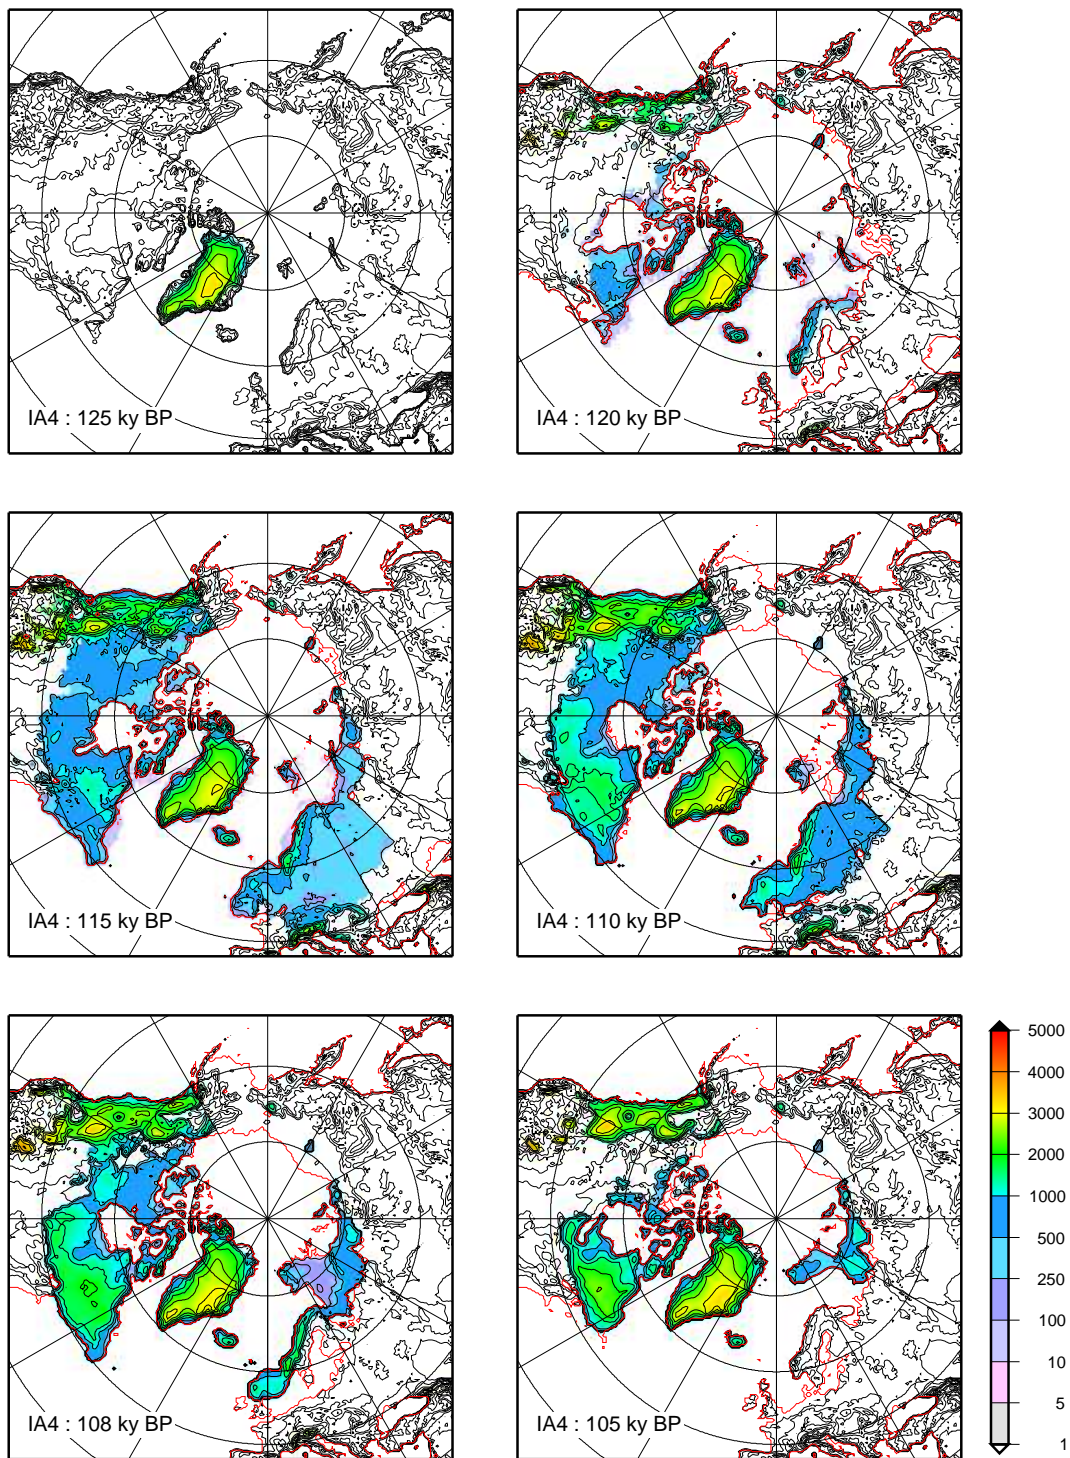 IA4 : 125 ky BP
IA4 : 120 ky BP
IA4 : 115 ky BP
IA4 : 110 ky BP
IA4 : 108 ky BP
IA4 : 105 ky BP
5000
4000
3000
2000
1000
500
250
100
10
5
1